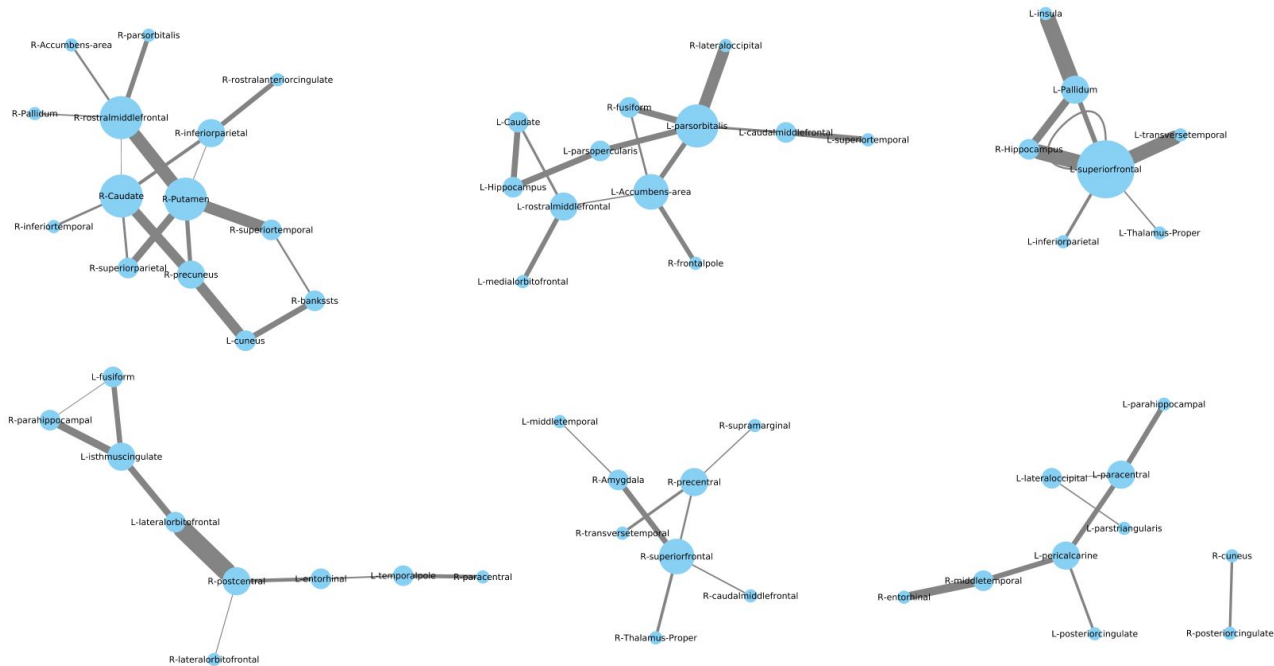 R-parsorbitalis
R-Accumbens-area
R-rostralanteriorcingulate
R-Pallidum
R-rostralmiddlefrontal
R-inferiorparietal
R-Caudate
R-Putamen
R-inferiortemporal
R-superiortemporal
R-superiorparietal
R-precuneus
R-bankssts
L-cuneus
R-lateraloccipital
R-fusiform
L-Caudate
L-parsorbitalis
L-caudalmiddlefrontal
L-superiortemporal
L-parsopercularis
L-Hippocampus
L-Accumbens-area
L-rostralmiddlefrontal
R-frontalpole
L-medialorbitofrontal
L-insula
L-Pallidum
L-transversetemporal
R-Hippocampus
L-superiorfrontal
L-Thalamus-Proper
L-inferiorparietal
L-fusiform
R-parahippocampal
L-isthmuscingulate
L-lateralorbitofrontal
R-postcentral
L-entorhinal
L-temporalpole
R-paracentral
R-lateralorbitofrontal
L-middletemporal
R-supramarginal
R-Amygdala
R-precentral
R-transversetemporal
R-superiorfrontal
R-caudalmiddlefrontal
R-Thalamus-Proper
L-parahippocampal
L-lateraloccipital
L-paracentral
L-parstriangularis
L-pericalcarine
R-middletemporal
R-entorhinal
L-posteriorcingulate
R-cuneus
R-posteriorcingulate